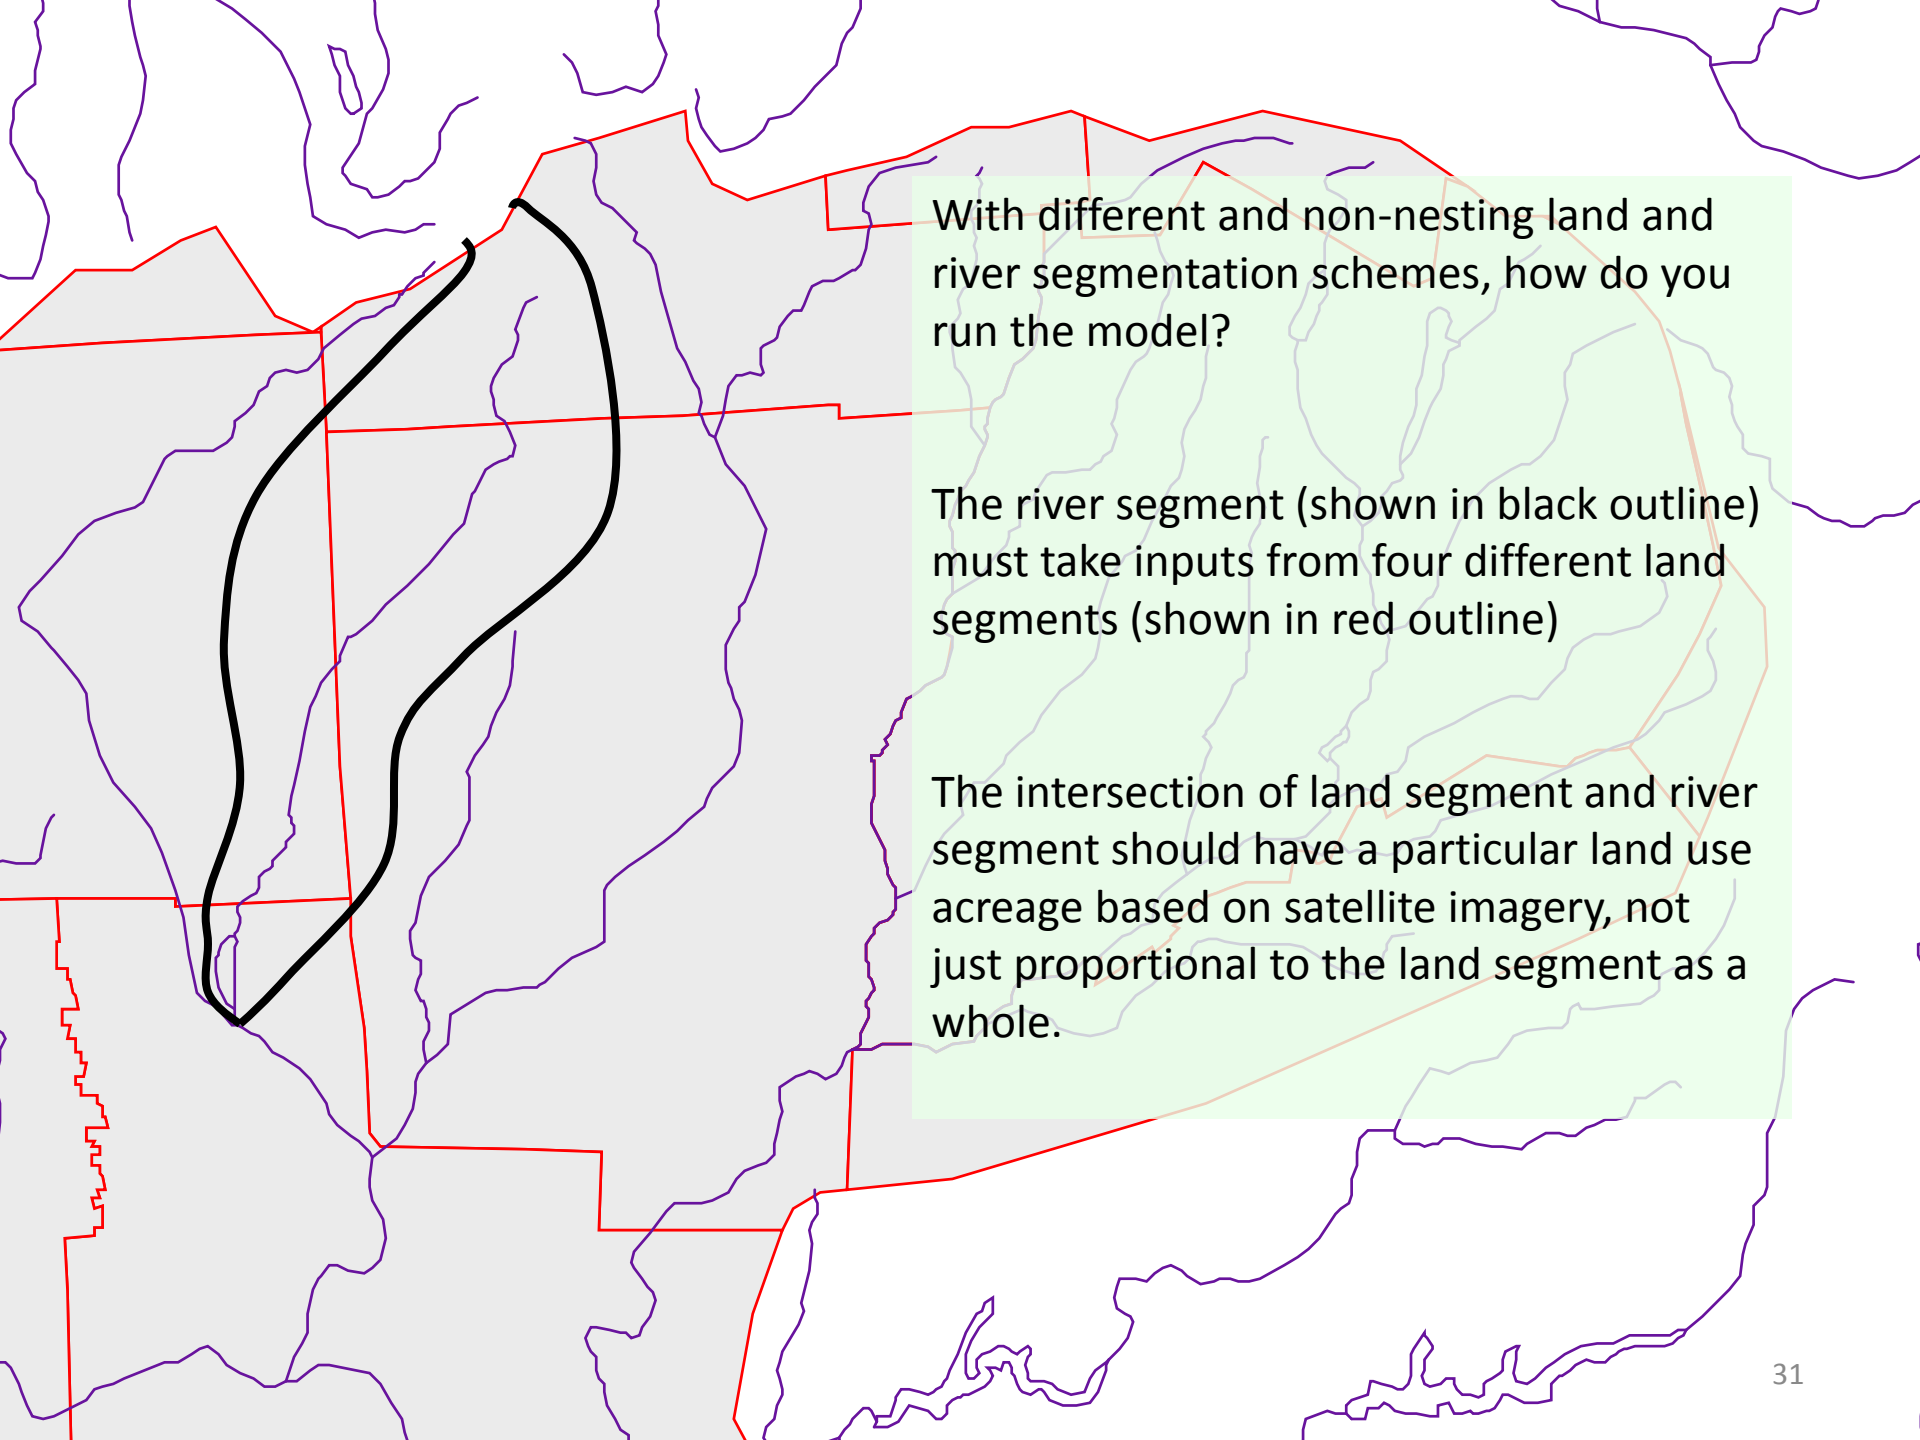 With different and non-nesting land and
river segmentation schemes, how do you
run the model?
The river segment (shown in black outline)
must take inputs from four different land
segments (shown in red outline)
The intersection of land segment and river
segment should have a particular land use
acreage based on satellite imagery, not
just proportional to the land segment as a
whole.
31